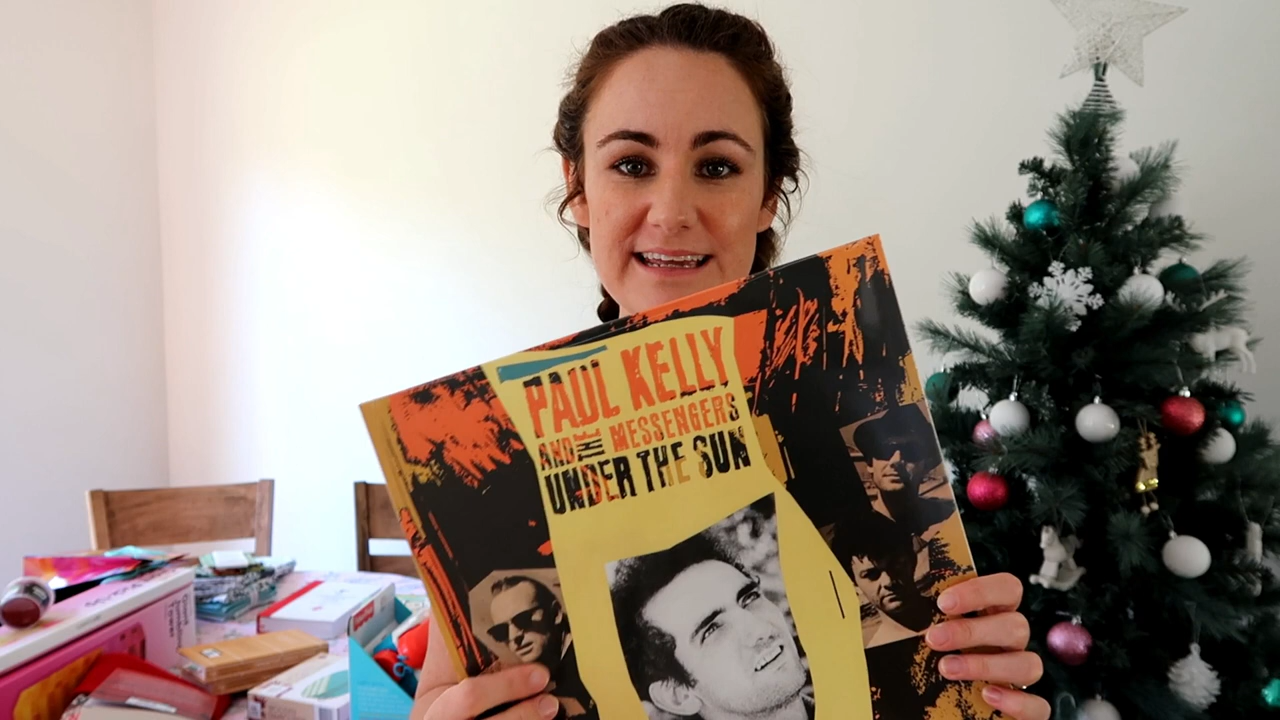 PAUL KELLY
AND THE MESSENGERS
UNDER THE SUN